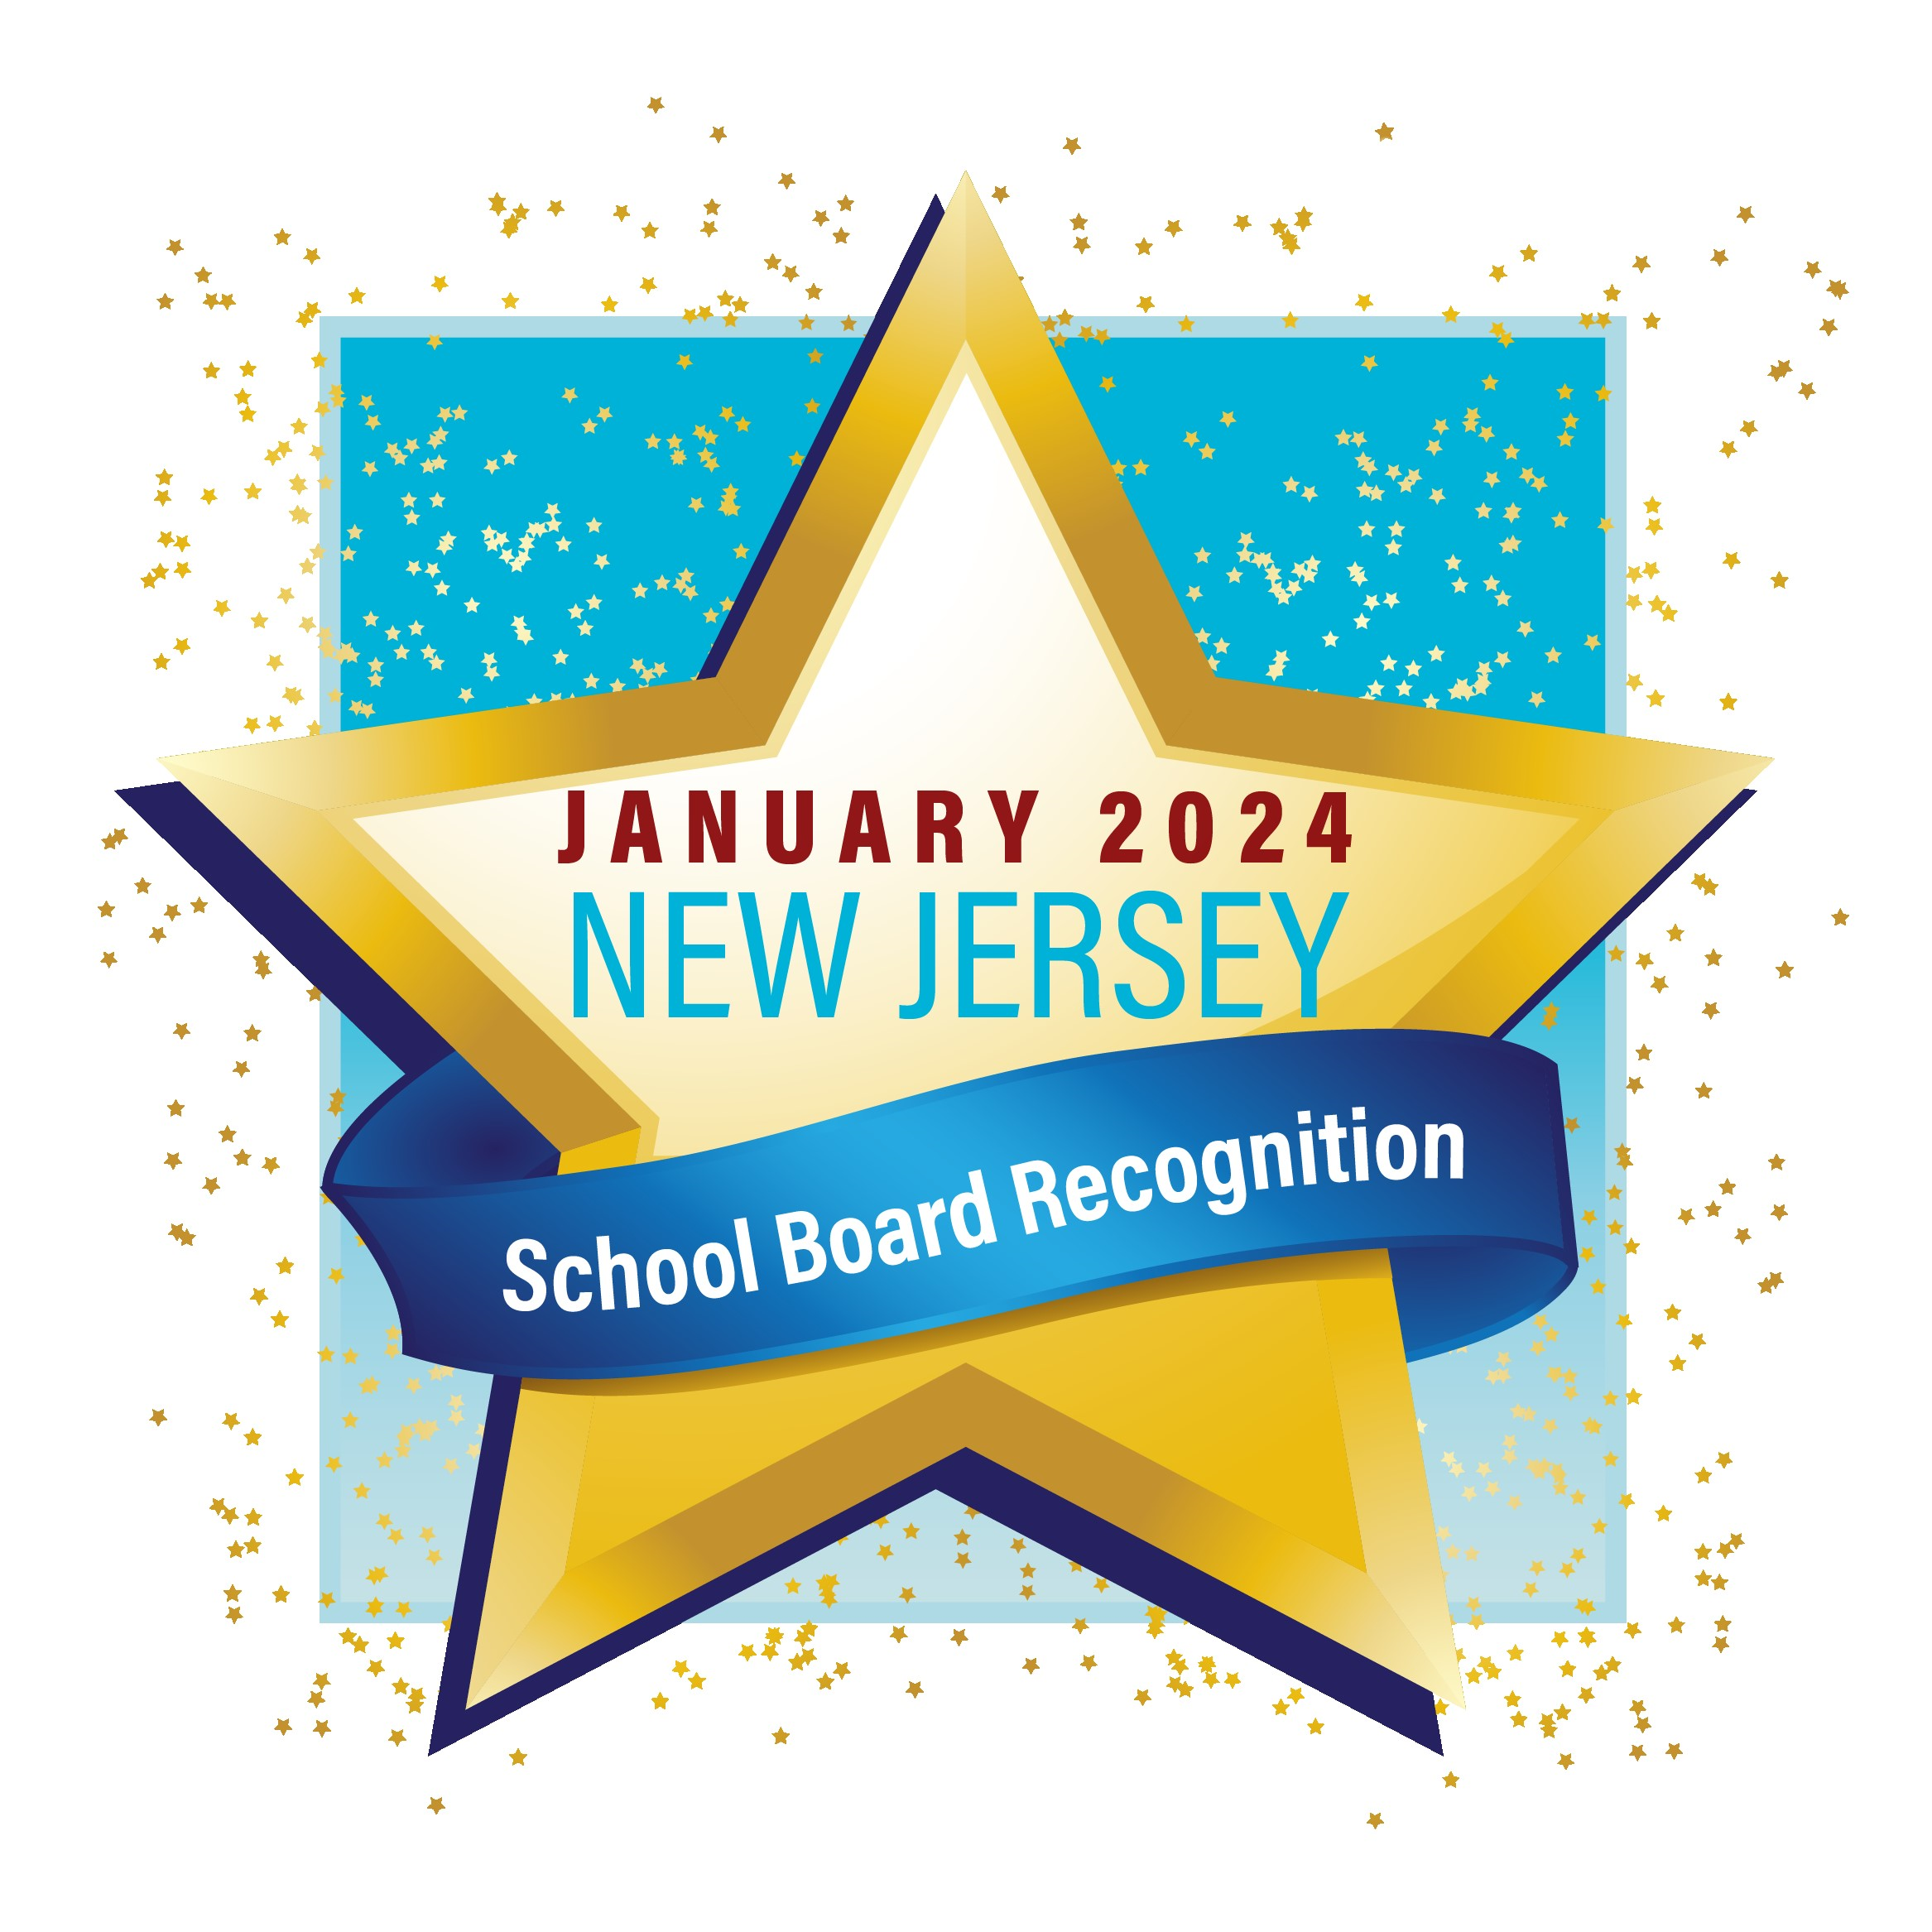 JANUARY 2024
NEW JERSEY
School Board Recognition